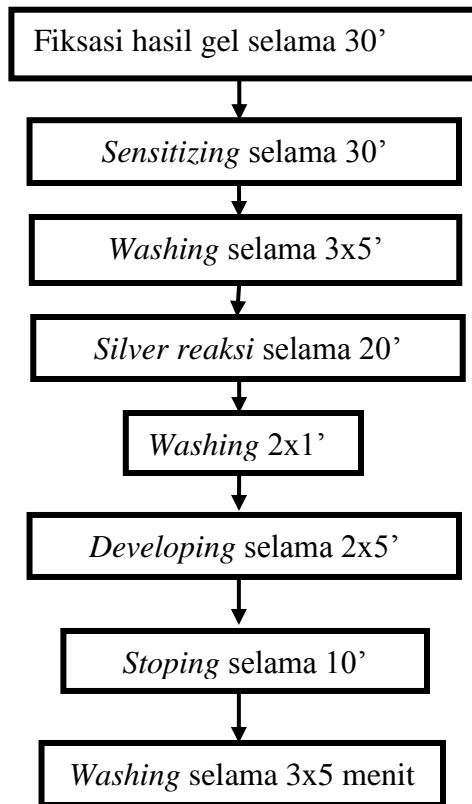 Fiksasi hasil gel selama 30’
Sensitizing selama 30’
Washing selama 3x5’
Silver reaksi selama 20’
Washing 2x1’
Developing selama 2x5’
Stoping selama 10’
Washing selama 3x5 menit